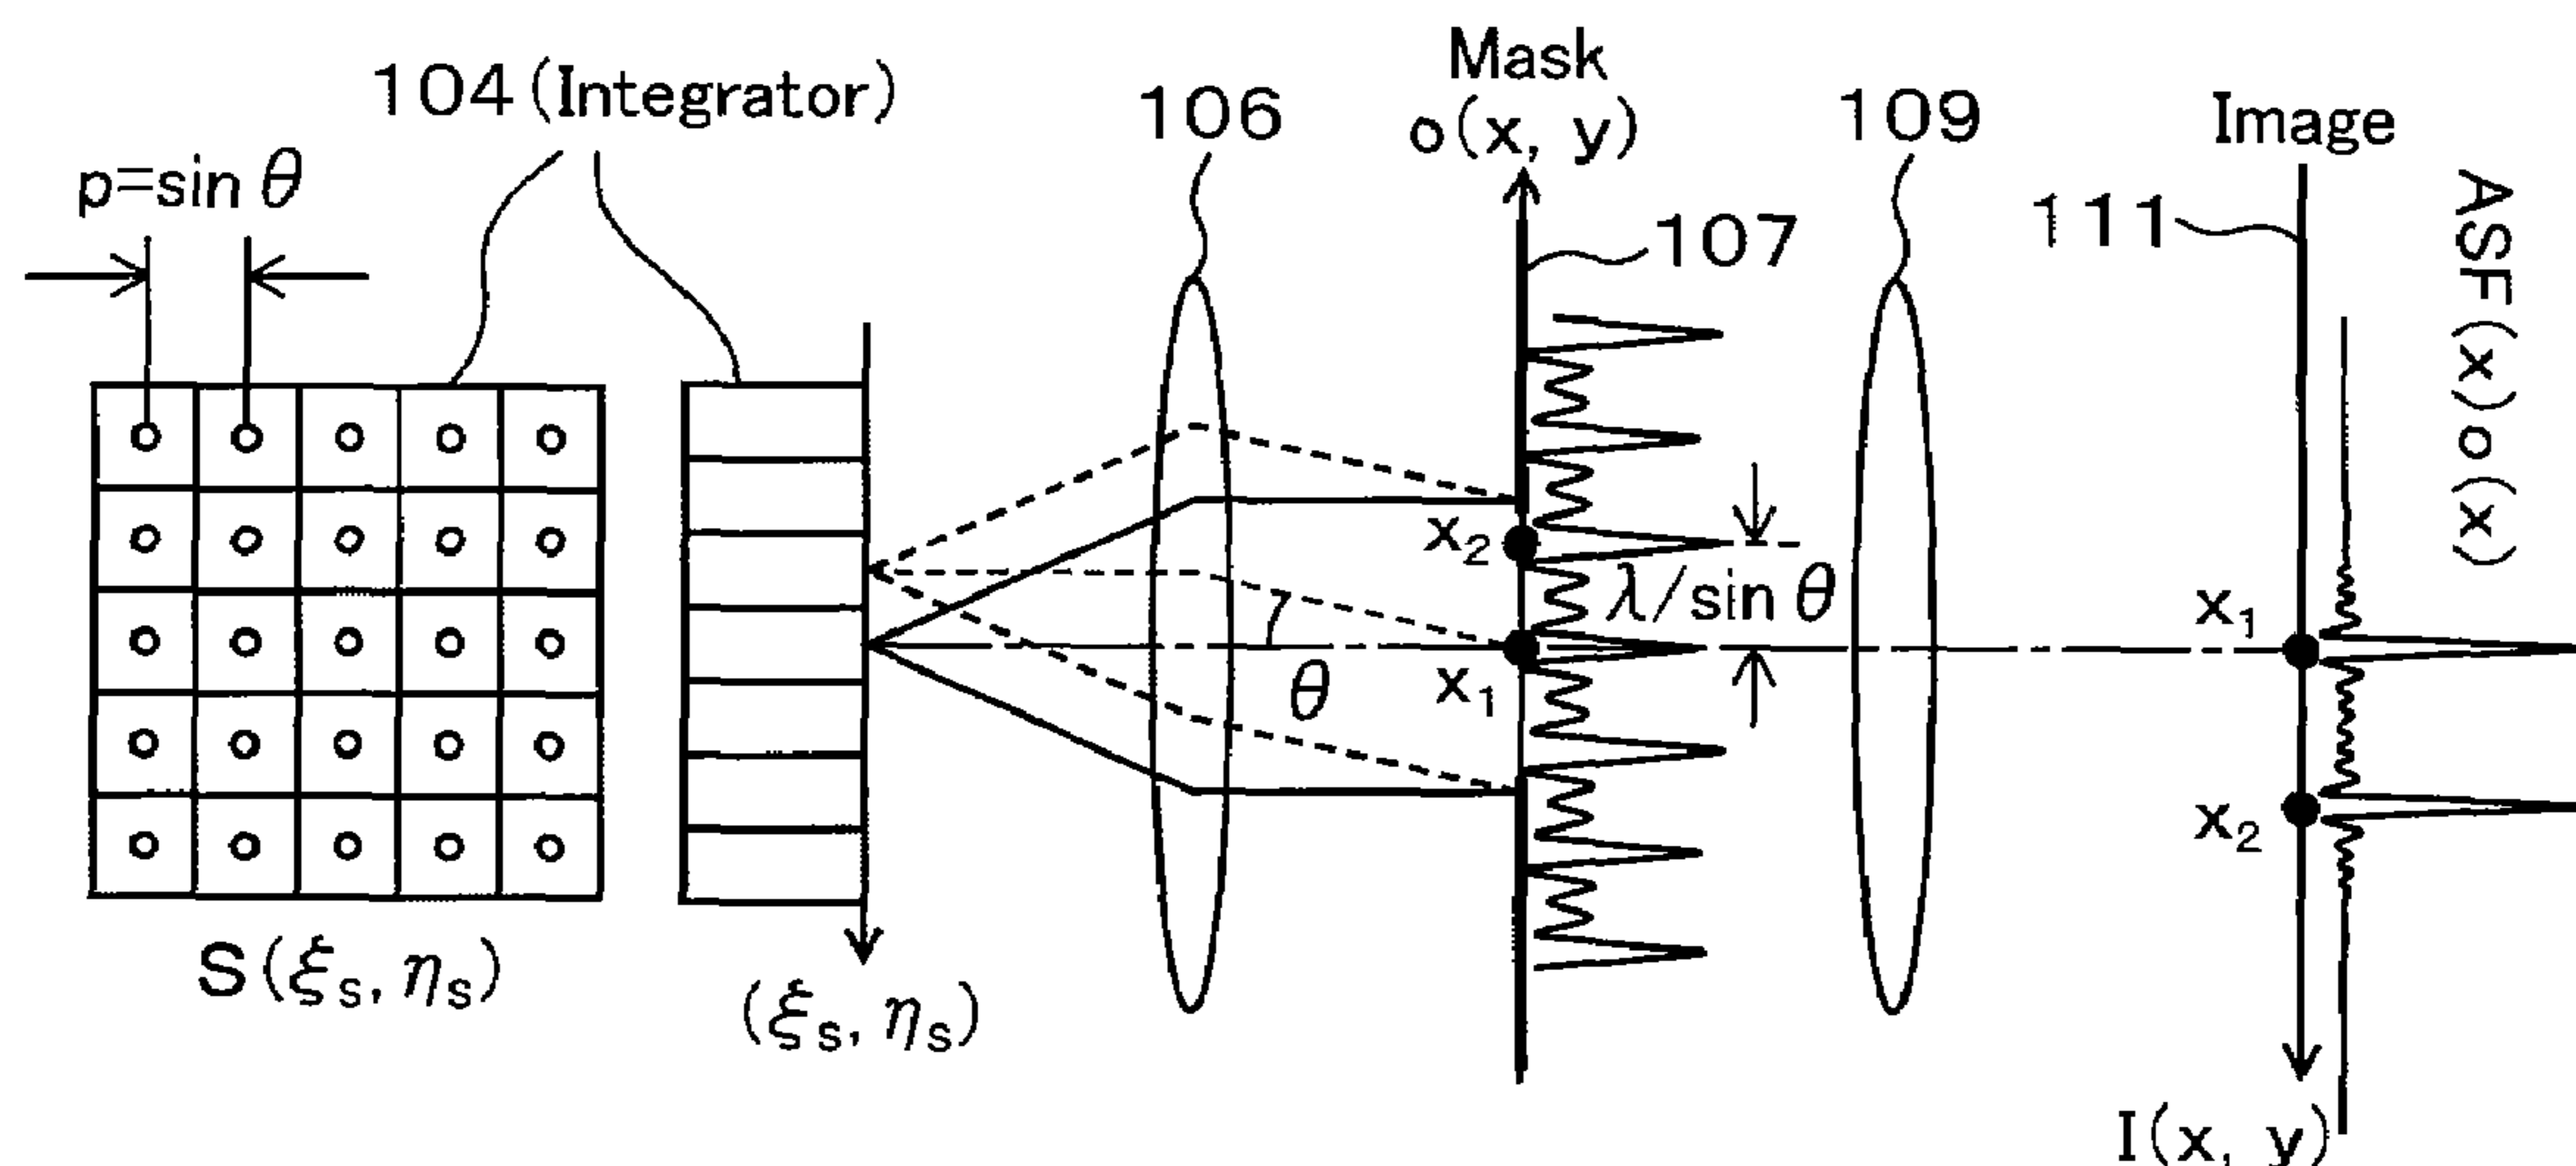 104 (Integrator)
p=sin θ
S(ξs, ηs)
(ξs, ηs)
106
Mask
o(x, y)
107
x₂
x₁
θ
λ/sin θ
109
Image
111
x₁
x₂
I(x, y)
ASF(x)o(x)